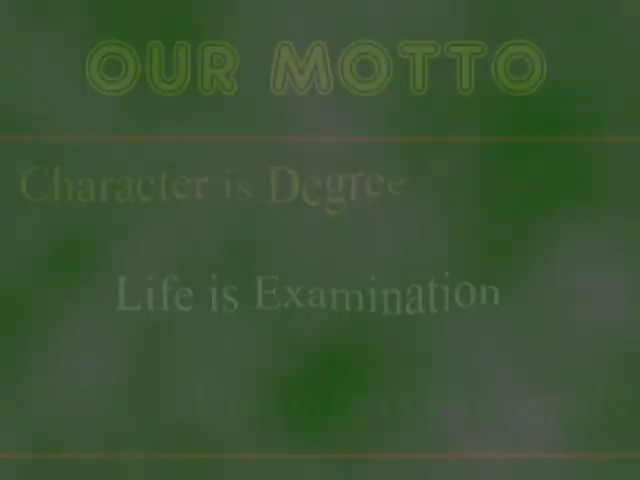 OUR MOTTO
Character is Degree
Life is Examination